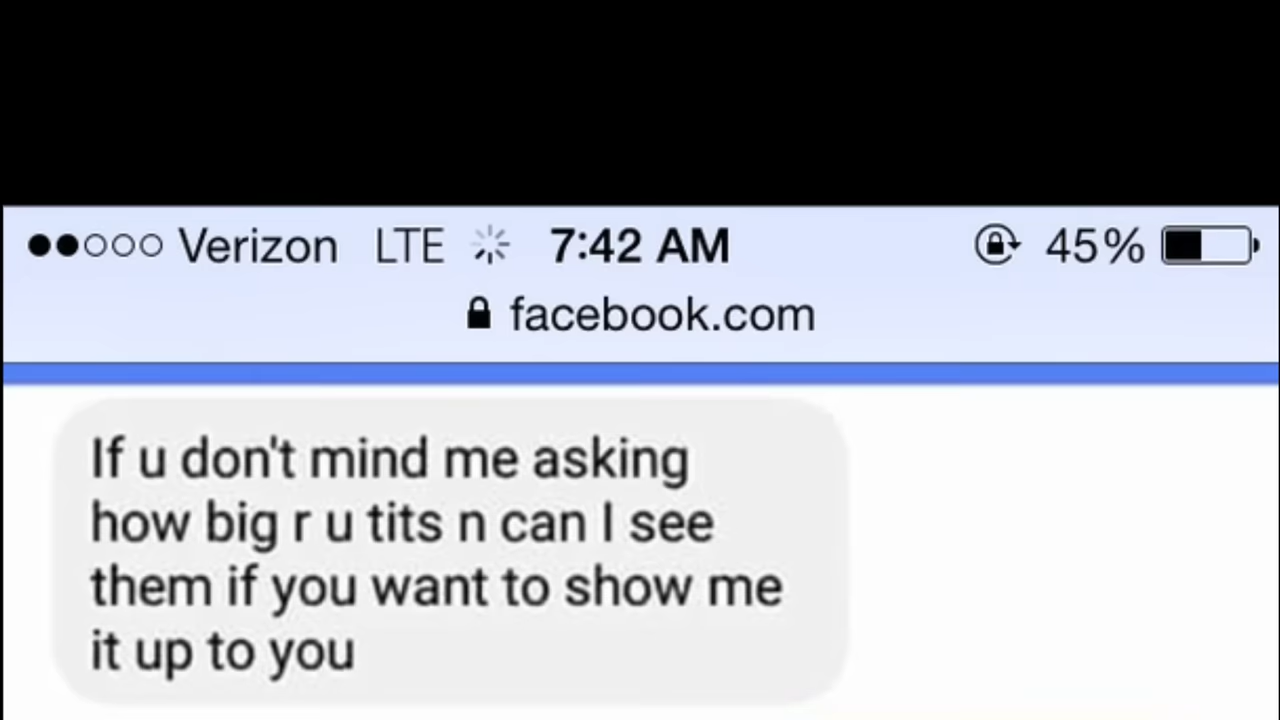 Verizon LTE 7:42 AM 45%
facebook.com
If u don't mind me asking
how big r u tits n can I see
them if you want to show me
it up to you